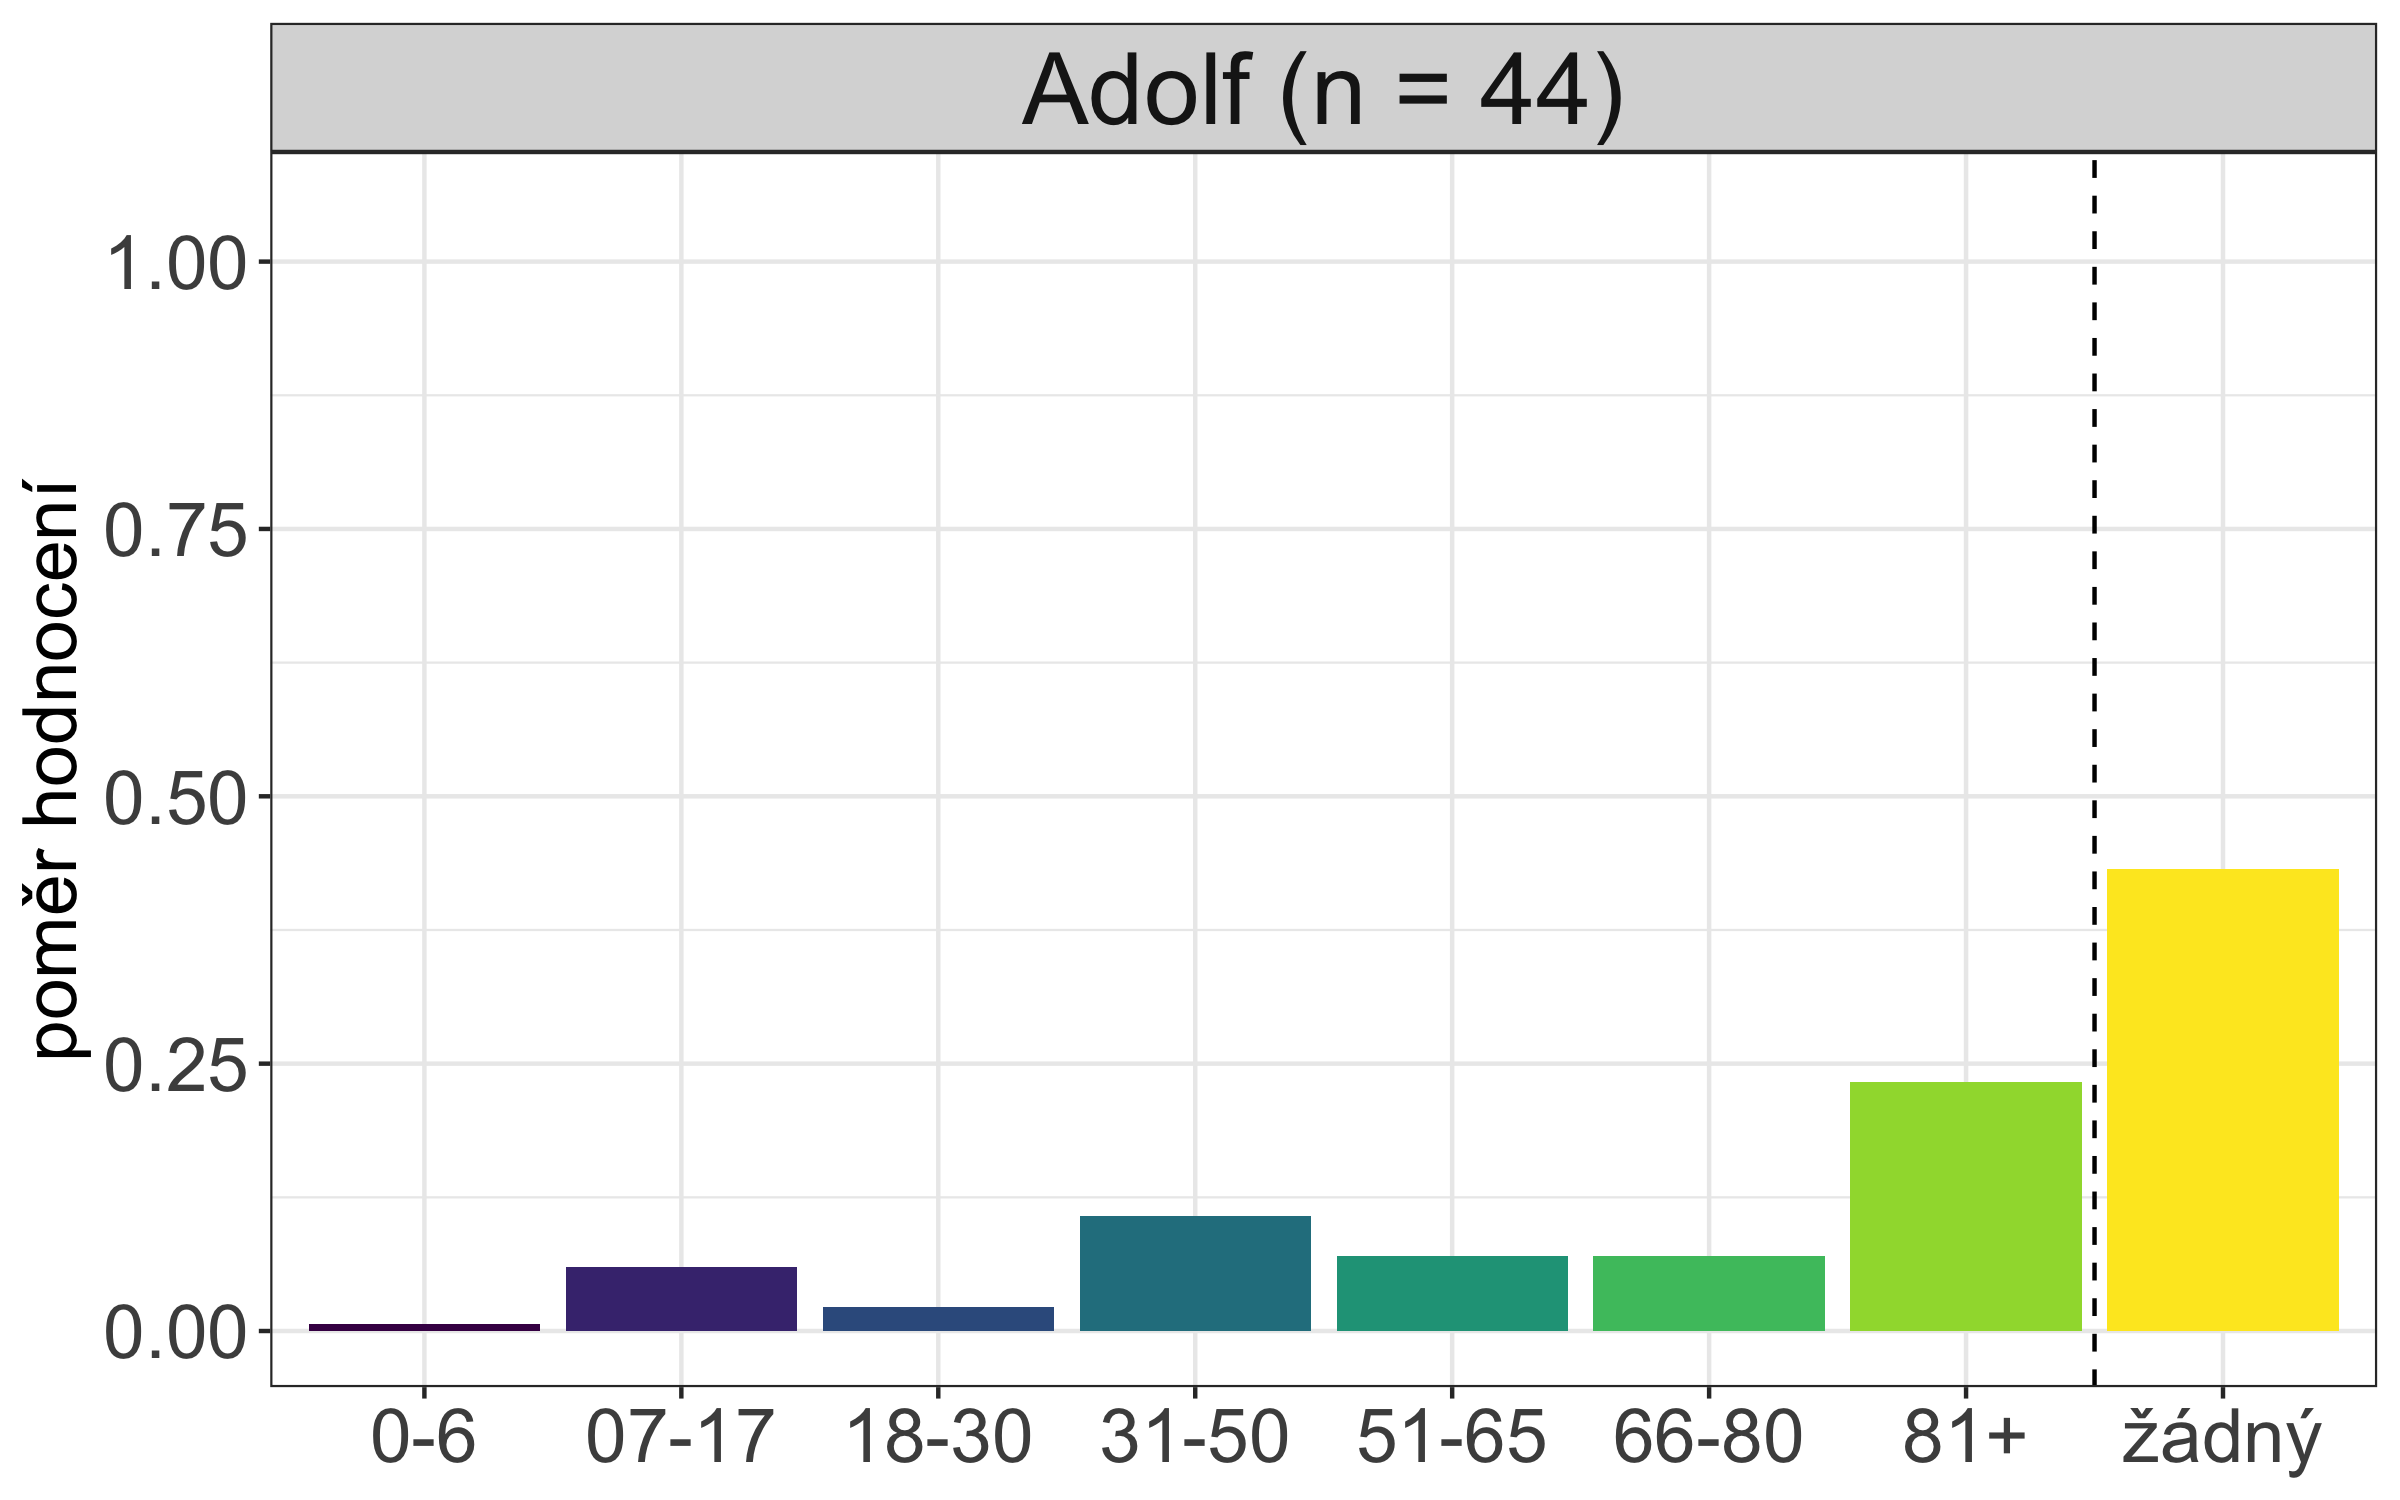 Adolf (n = 44)
poměr hodnocení
1.00
0.75
0.50
0.25
0.00
0-6 07-17 18-30 31-50 51-65 66-80 81+ žádný